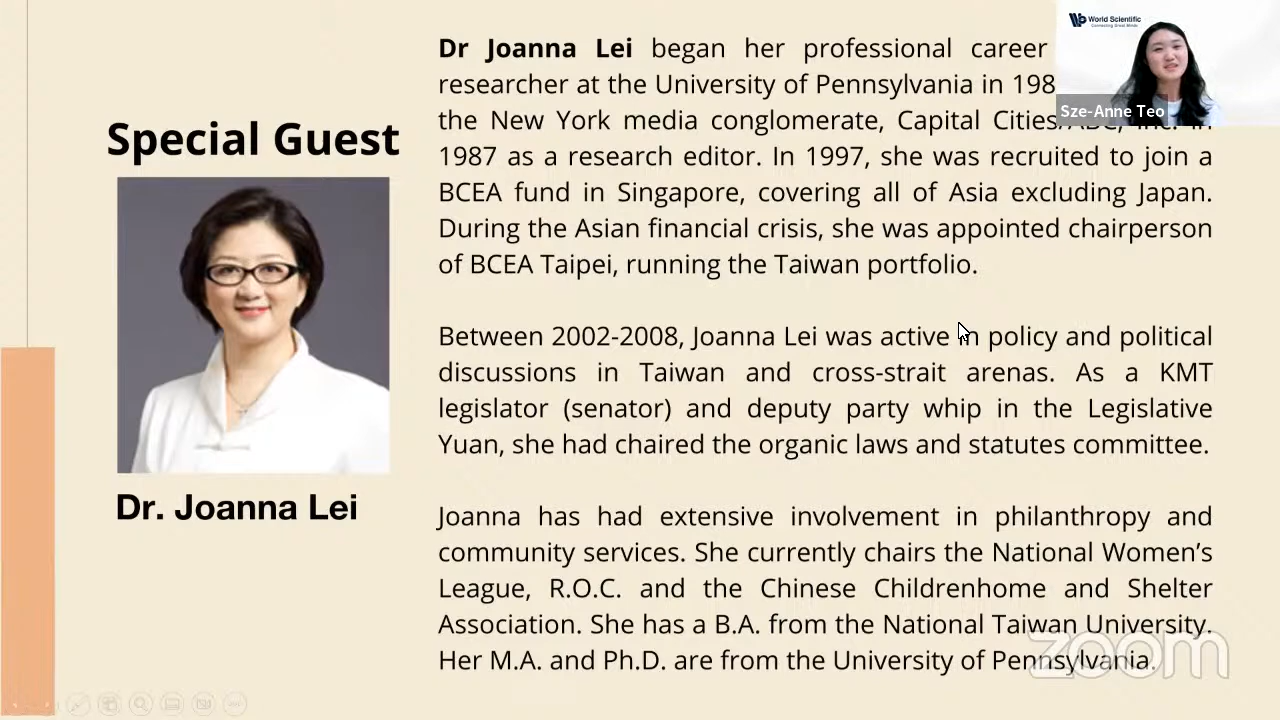 World Scientific
Connecting Great Minds
Sze-Anne Teo
Special Guest
Dr. Joanna Lei
Dr Joanna Lei began her professional career
researcher at the University of Pennsylvania in 198
the New York media conglomerate, Capital Cities/ABC, Inc. in
1987 as a research editor. In 1997, she was recruited to join a
BCEA fund in Singapore, covering all of Asia excluding Japan.
During the Asian financial crisis, she was appointed chairperson
of BCEA Taipei, running the Taiwan portfolio.
Between 2002-2008, Joanna Lei was active in policy and political
discussions in Taiwan and cross-strait arenas. As a KMT
legislator (senator) and deputy party whip in the Legislative
Yuan, she had chaired the organic laws and statutes committee.
Joanna has had extensive involvement in philanthropy and
community services. She currently chairs the National Women’s
League, R.O.C. and the Chinese Childrenhome and Shelter
Association. She has a B.A. from the National Taiwan University.
Her M.A. and Ph.D. are from the University of Pennsylvania.
zoom